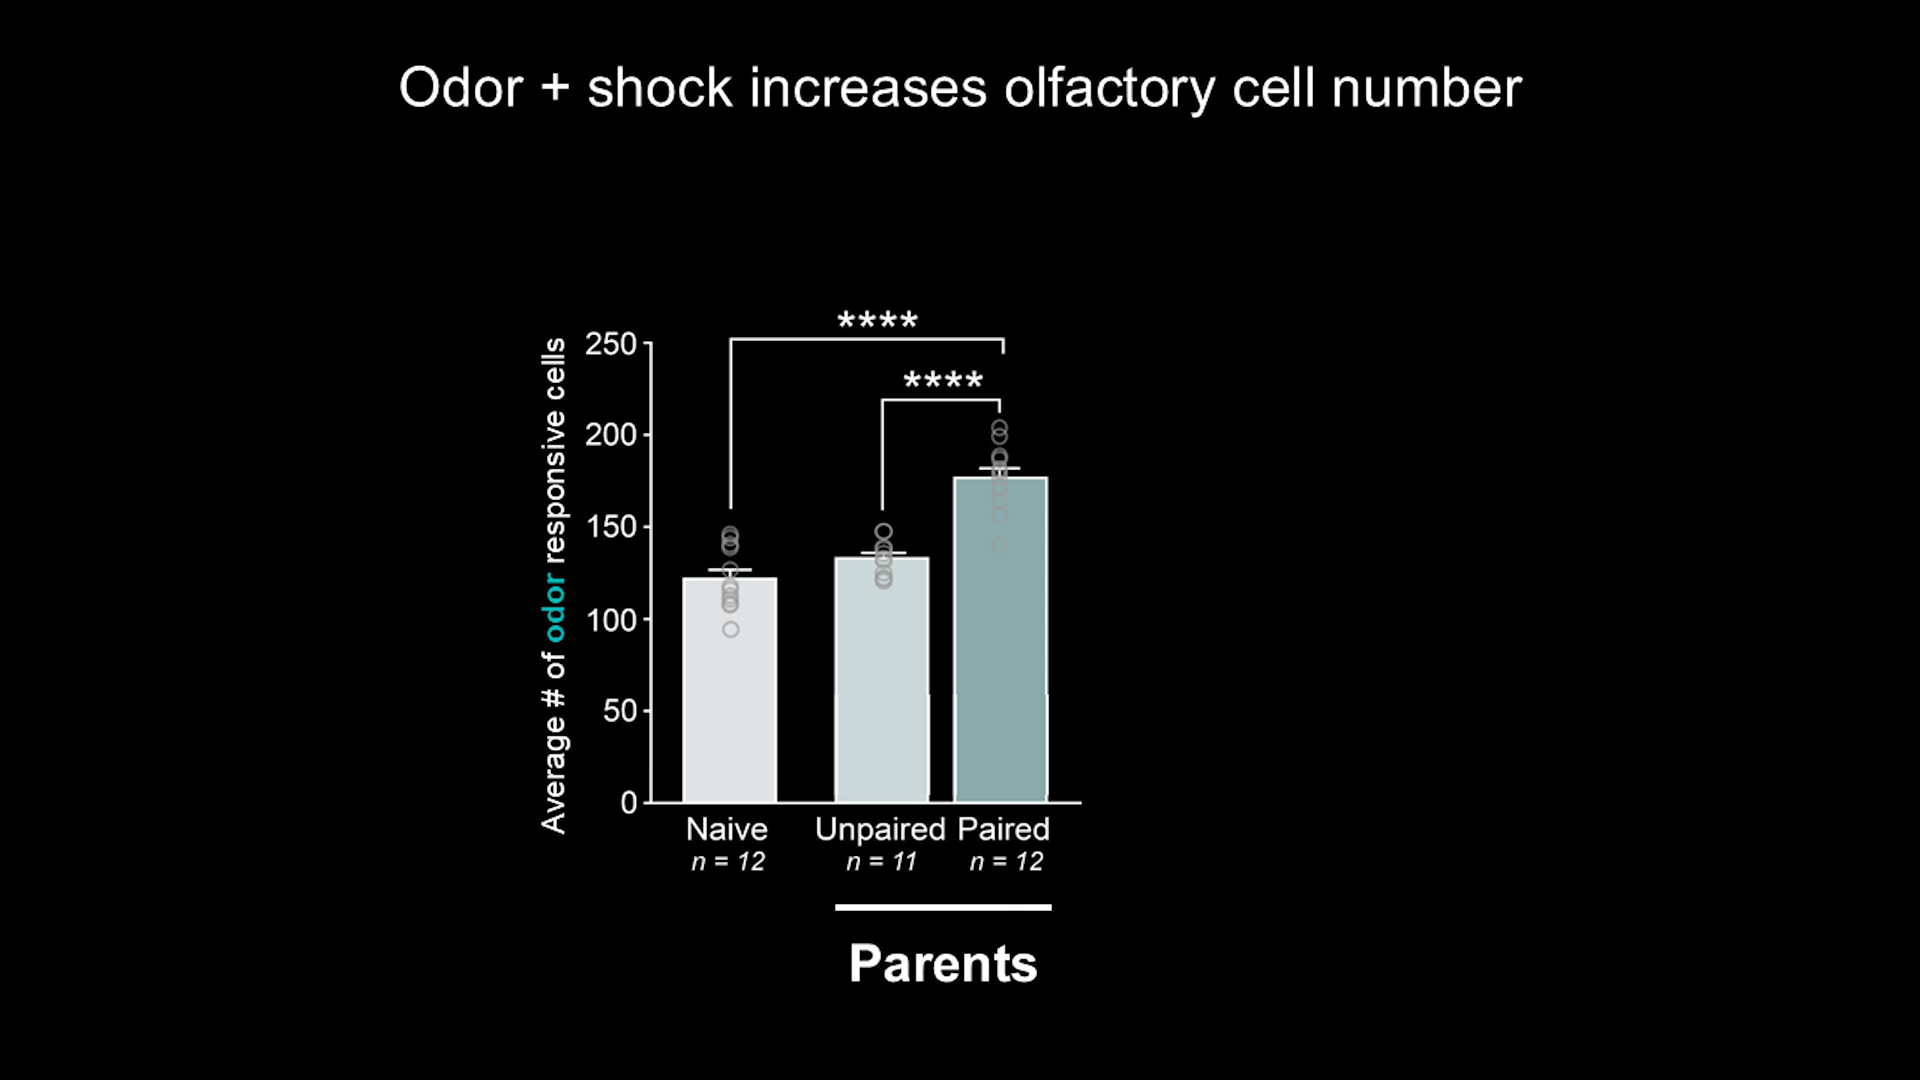 Odor + shock increases olfactory cell number
****
****
Average # of odor responsive cells
250
200
150
100
50
0
Naive Unpaired Paired
n = 12 n = 11 n = 12
Parents